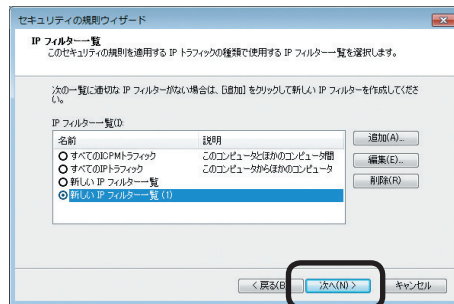 セキュリティの規則ウィザード
IP フィルター一覧
このセキュリティの規則を適用する IP トラフィックの種類で使用する IP フィルター一覧を選択します。
次の一覧に適切な IP フィルターがない場合は、[追加] をクリックして新しい IP フィルターを作成してくださ
い。
IP フィルター一覧(I):
名前 説明
すべてのICPMトラフィック このコンピュータとほかのコンピュータ間
すべてのIPトラフィック このコンピュータからほかのコンピュータ
新しい IP フィルター一覧
新しい IP フィルター一覧 (1)
追加(A)...
編集(E)...
削除(R)
< 戻る(B 次へ(N) > キャンセル